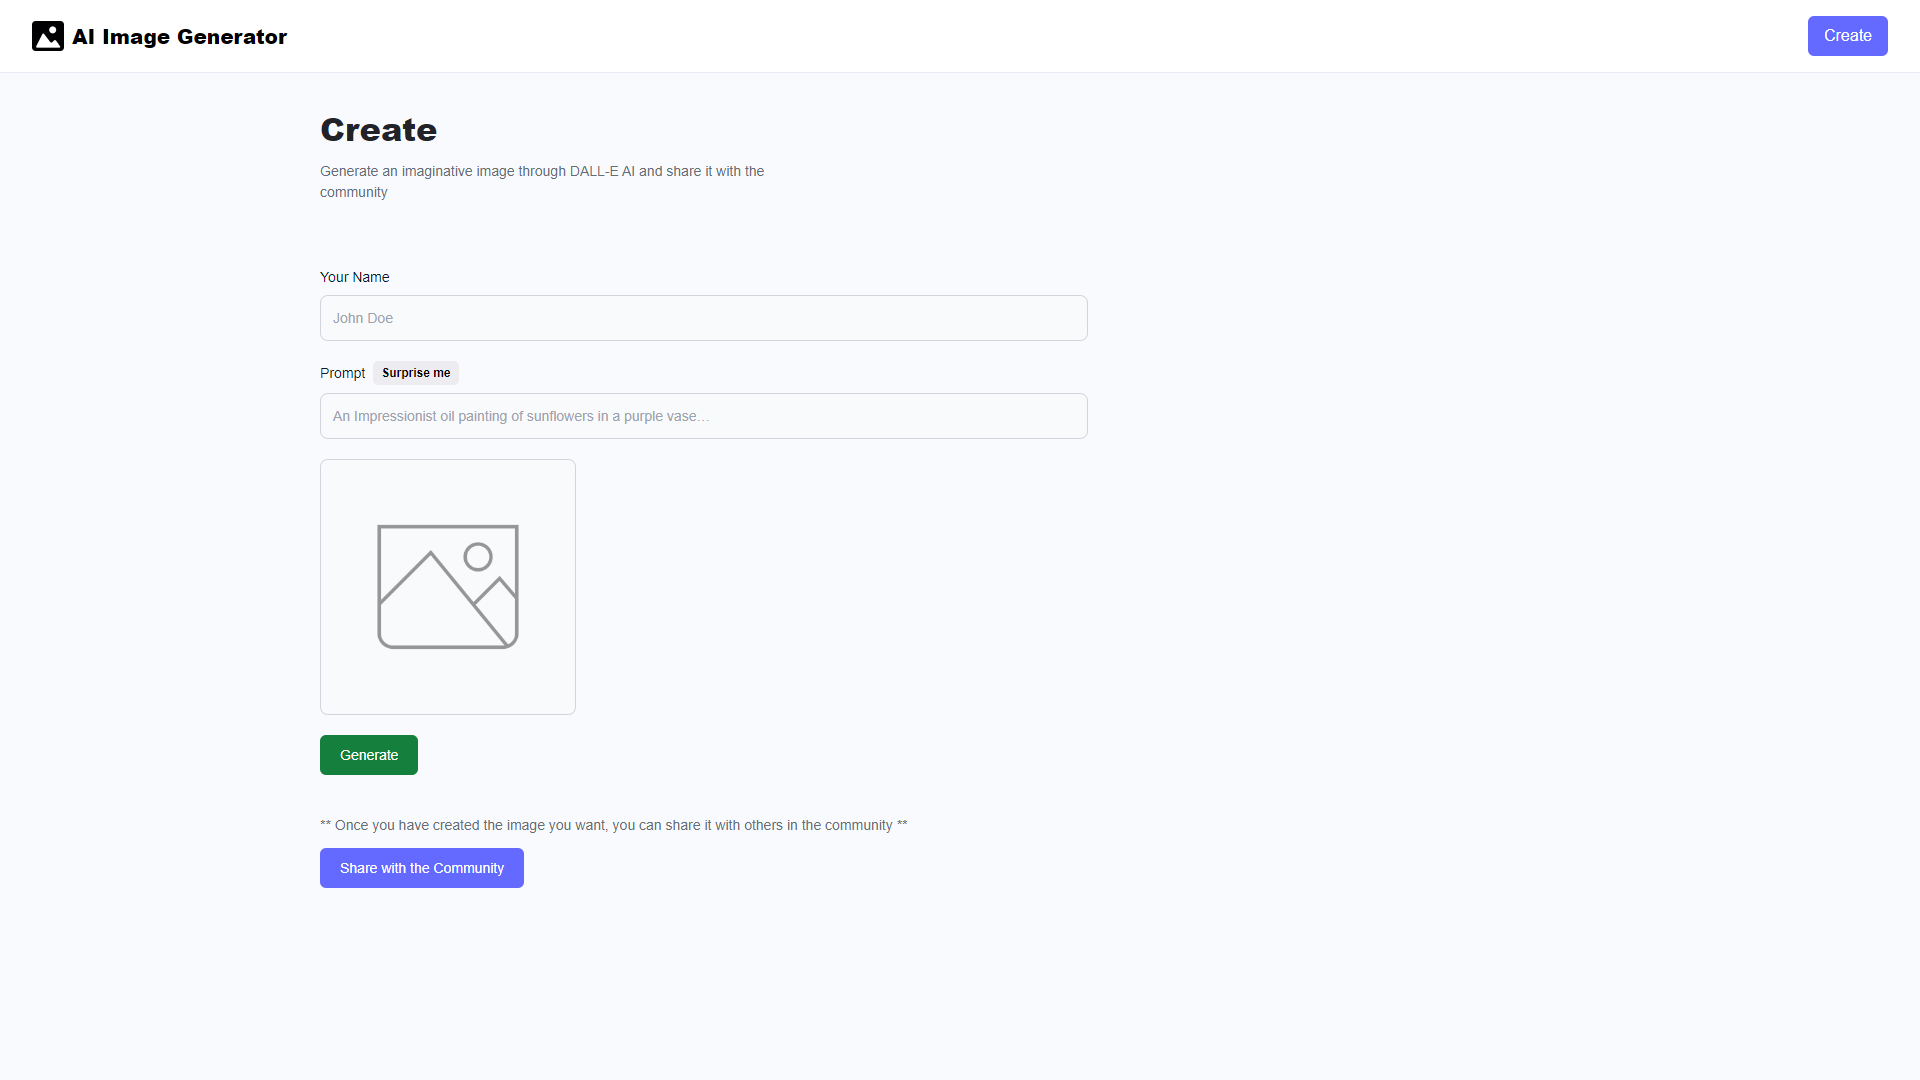 AI Image Generator
Create
Create
Generate an imaginative image through DALL-E AI and share it with the
community
Your Name
John Doe
Prompt Surprise me
An Impressionist oil painting of sunflowers in a purple vase…
Generate
** Once you have created the image you want, you can share it with others in the community **
Share with the Community